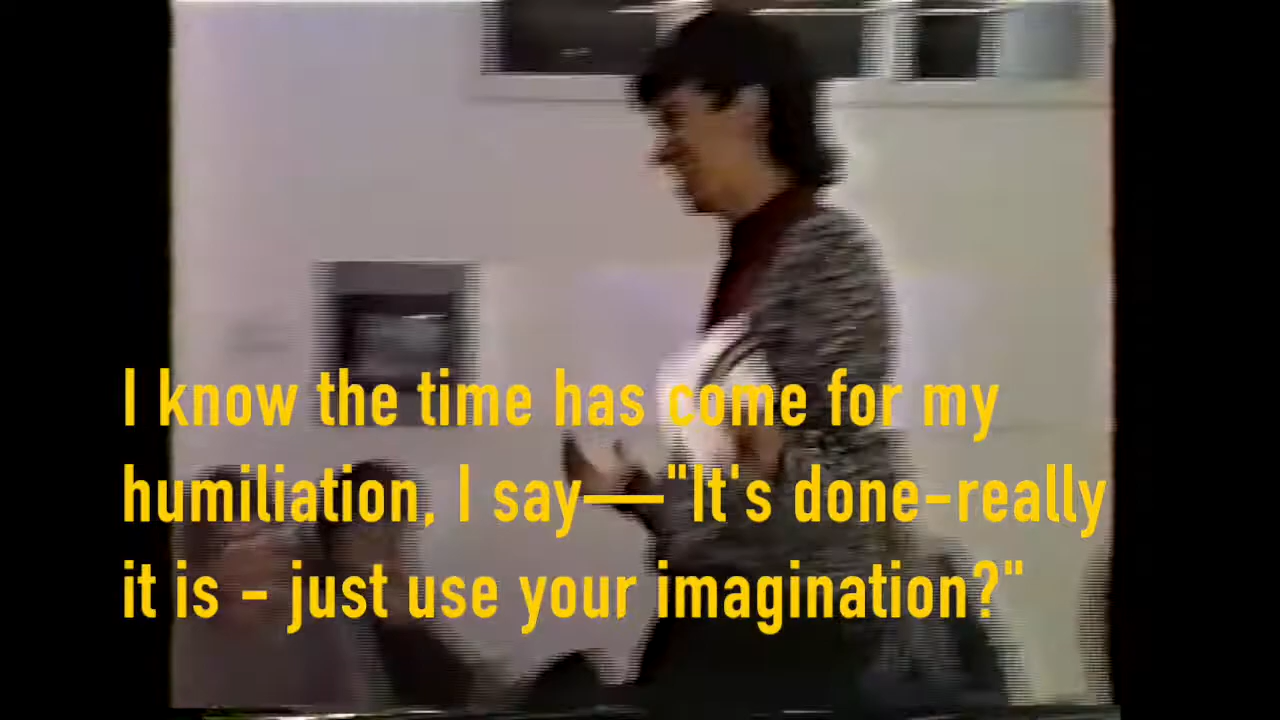 I know the time has come for my
humiliation, I say—"It's done-really
it is - just use your imagination?"